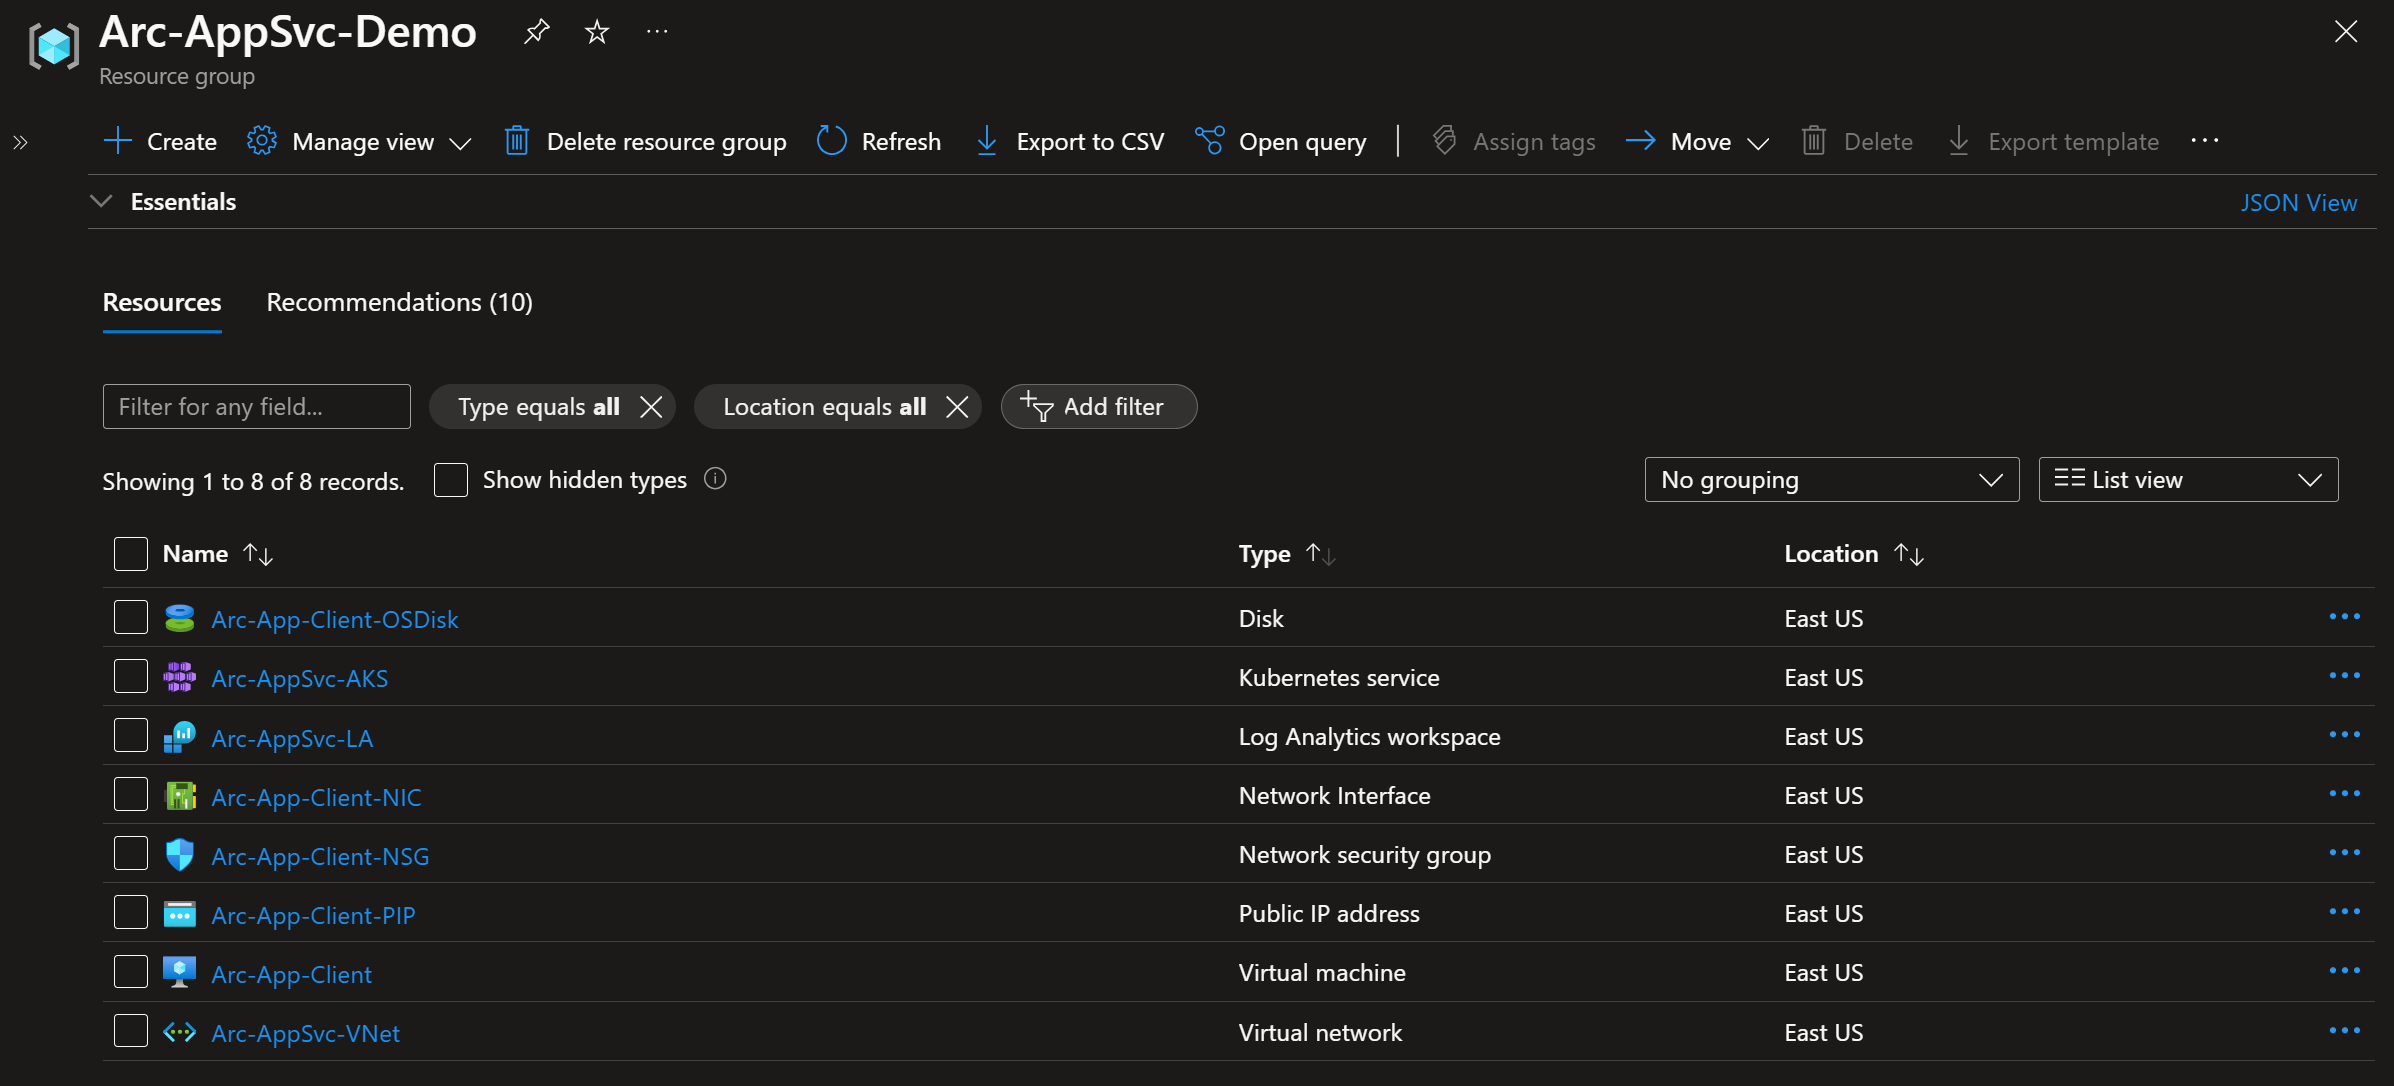 Arc-AppSvc-Demo
Resource group
Create Manage view Delete resource group Refresh Export to CSV Open query Assign tags Move Delete Export template
Essentials JSON View
Resources Recommendations (10)
Filter for any field... Type equals all Location equals all Add filter
Showing 1 to 8 of 8 records. Show hidden types No grouping List view
Name Type Location
Arc-App-Client-OSDisk Disk East US
Arc-AppSvc-AKS Kubernetes service East US
Arc-AppSvc-LA Log Analytics workspace East US
Arc-App-Client-NIC Network Interface East US
Arc-App-Client-NSG Network security group East US
Arc-App-Client-PIP Public IP address East US
Arc-App-Client Virtual machine East US
Arc-AppSvc-VNet Virtual network East US